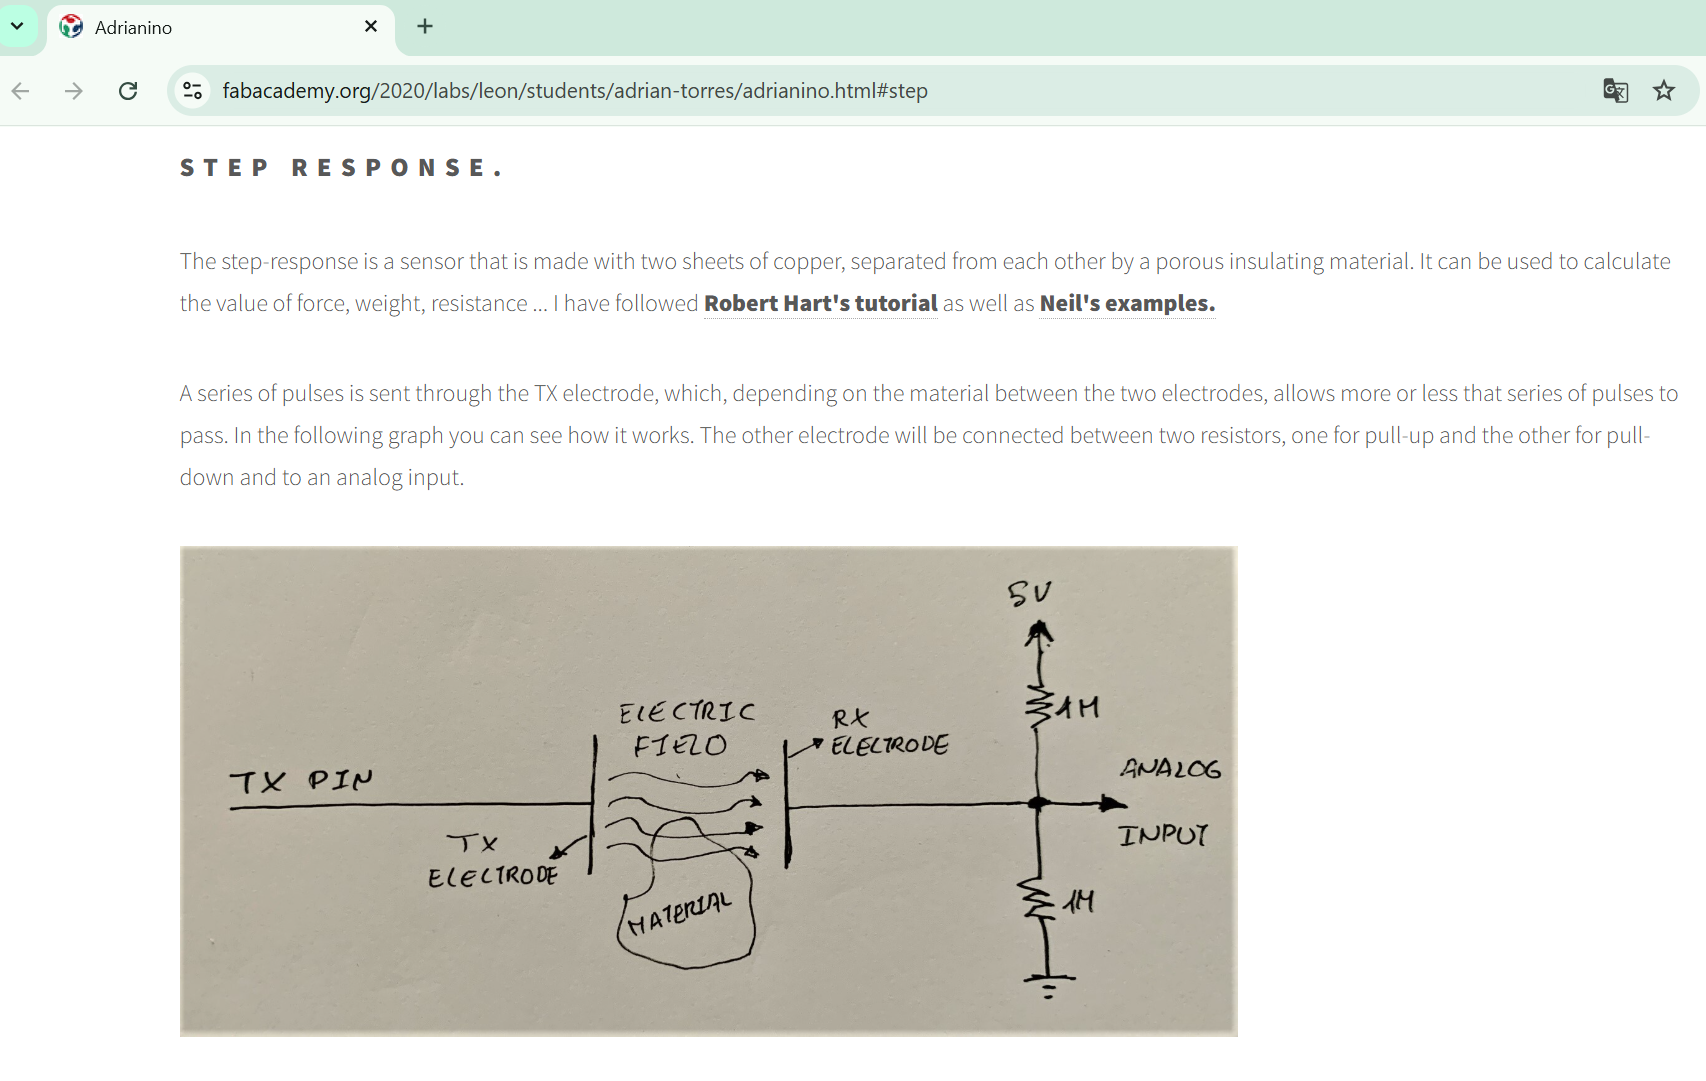 Adrianino
fabacademy.org/2020/labs/leon/students/adrian-torres/adrianino.html#step
STEP RESPONSE.
The step-response is a sensor that is made with two sheets of copper, separated from each other by a porous insulating material. It can be used to calculate
the value of force, weight, resistance ... I have followed Robert Hart's tutorial as well as Neil's examples.
A series of pulses is sent through the TX electrode, which, depending on the material between the two electrodes, allows more or less that series of pulses to
pass. In the following graph you can see how it works. The other electrode will be connected between two resistors, one for pull-up and the other for pull-
down and to an analog input.
5V
1M
ELECTRIC
FIELD
RX
ELECTRODE
TX PIN
ANALOG
INPUT
TX
ELECTRODE
MATERIAL
1M